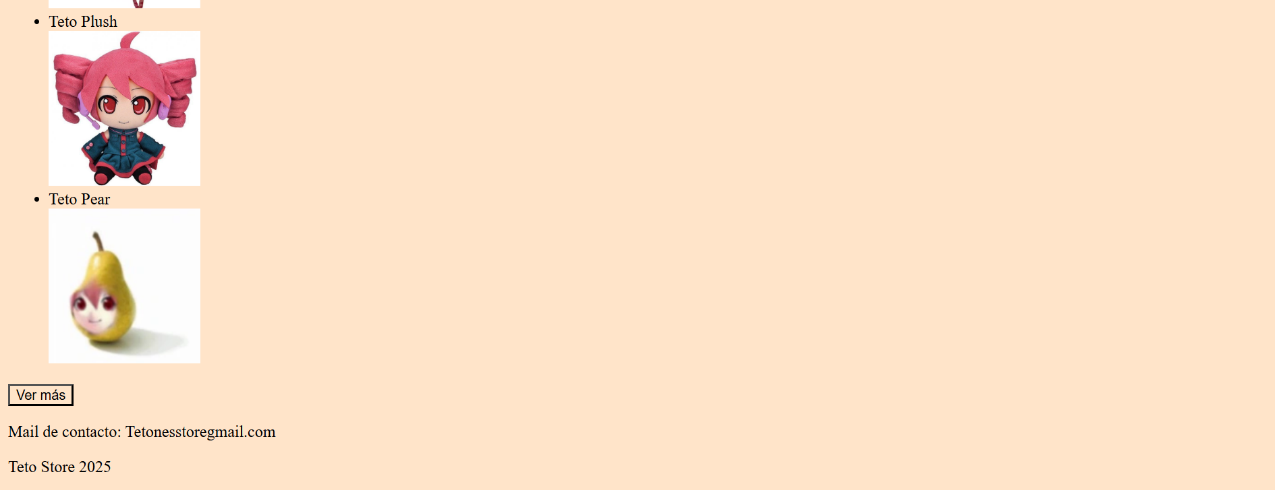 Teto Plush
Teto Pear
Ver más
Mail de contacto: Tetonesstoregmail.com
Teto Store 2025